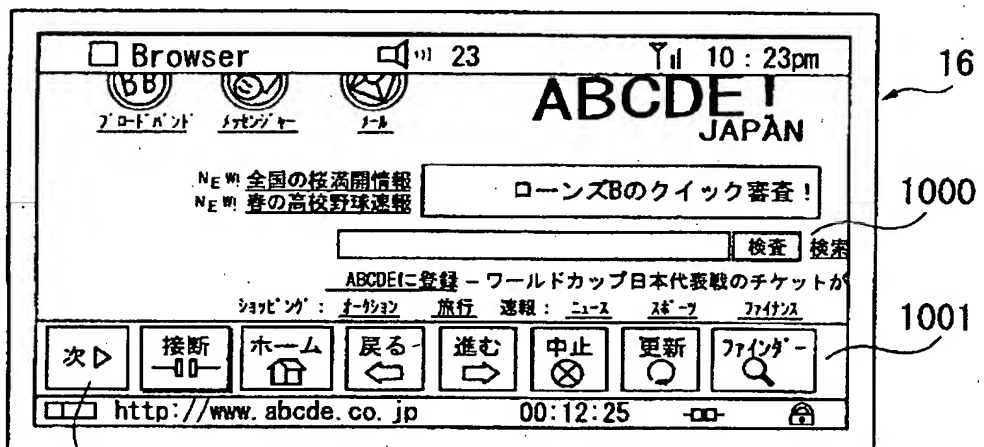 Browser 23 10:23pm
16
BB
ABCDE!
JAPAN
ブロードバンド メッセンジャー メール
NEW! 全国の桜満開情報
NEW! 春の高校野球速報
ローンズBのクイック審査!
1000
検査 検索
ABCDEに登録 – ワールドカップ日本代表戦のチケットが
ショッピング: オークション 旅行 速報: ニュース スポーツ ファイナンス
1001
次▷ 接断 ホーム 戻る 進む 中止 更新 ファインダー
http://www.abcde.co.jp 00:12:25